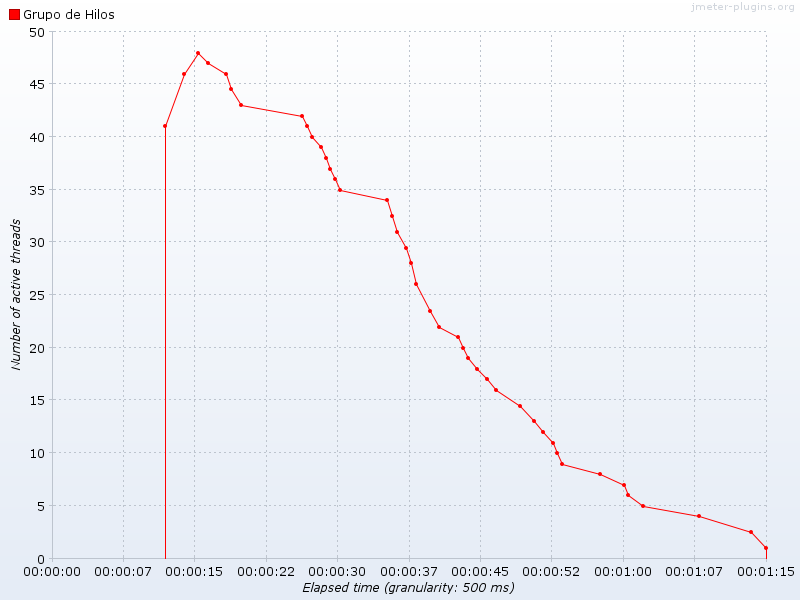 jmeter-plugins.org
Grupo de Hilos
50
45
40
35
30
25
20
15
10
5
0
Number of active threads
00:00:00 00:00:07 00:00:15 00:00:22 00:00:30 00:00:37 00:00:45 00:00:52 00:01:00 00:01:07 00:01:15
Elapsed time (granularity: 500 ms)